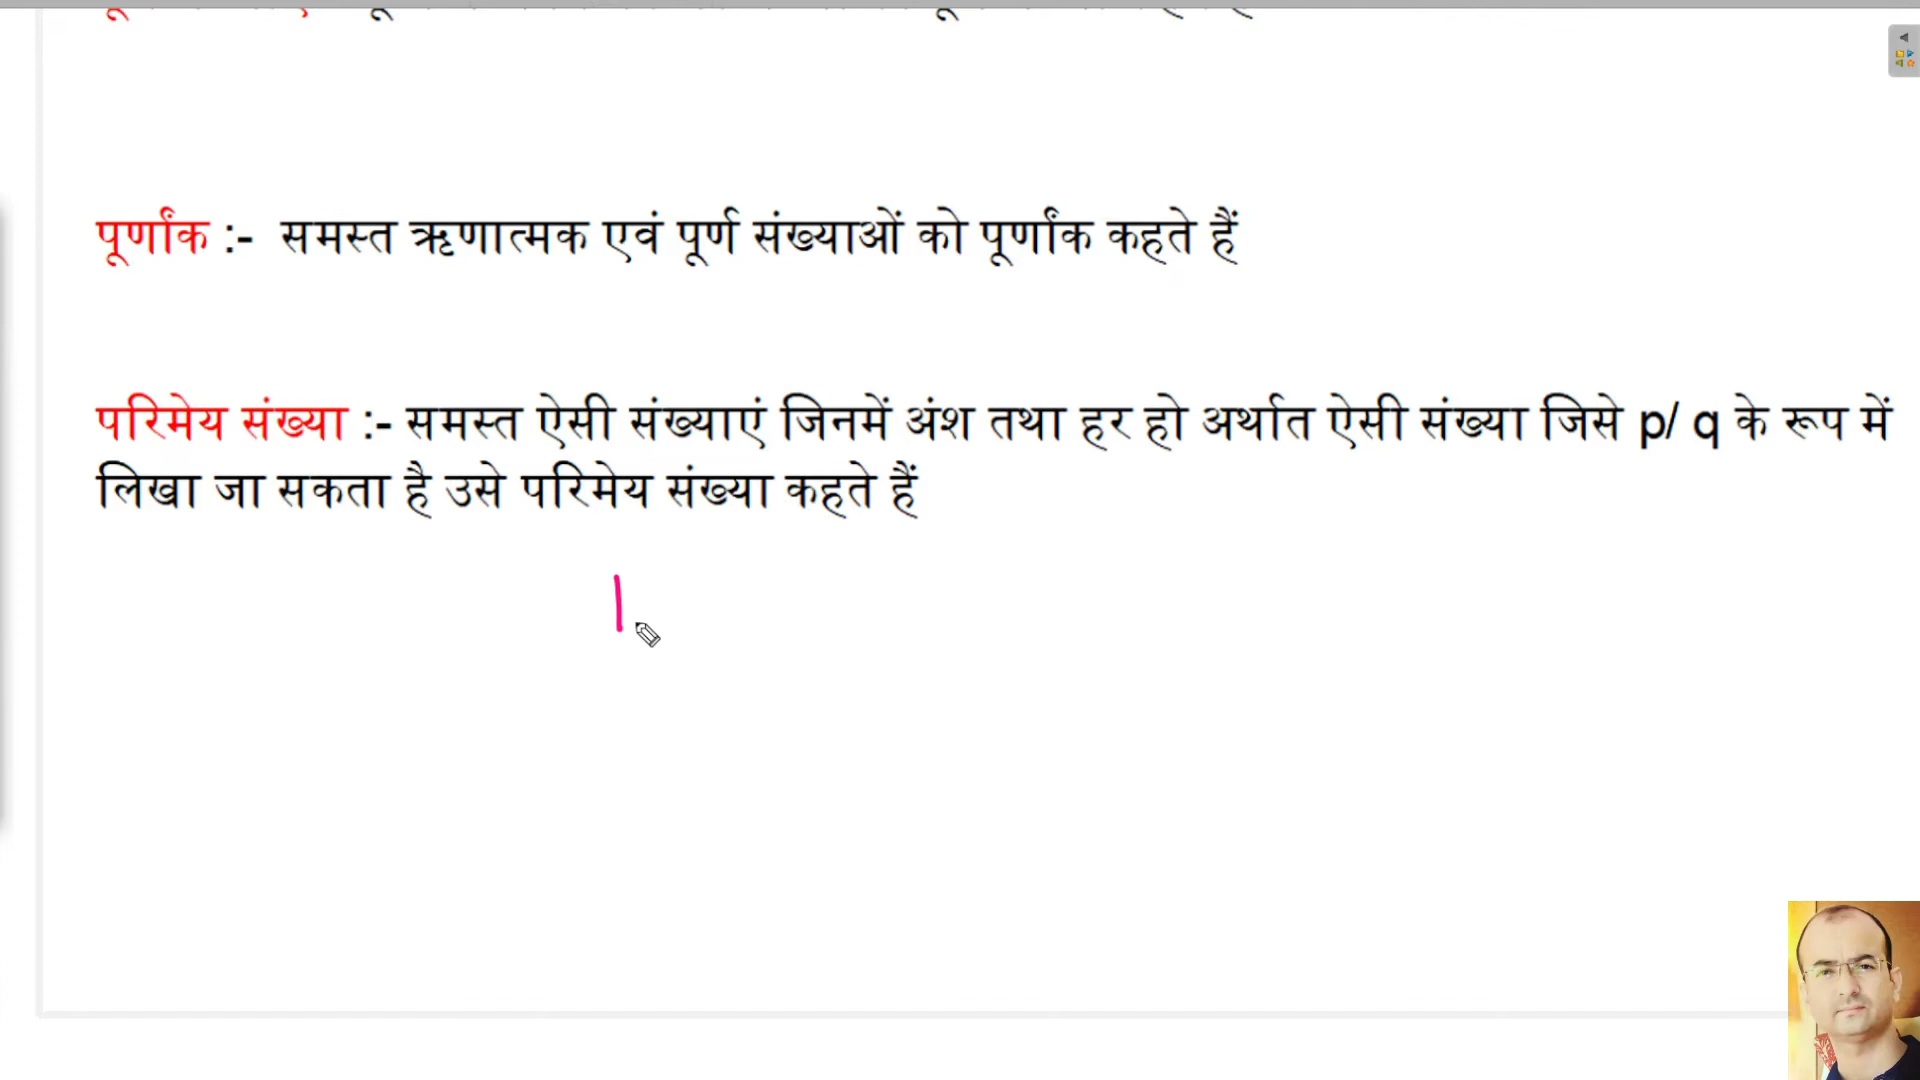 पूर्णांक :- समस्त ऋणात्मक एवं पूर्ण संख्याओं को पूर्णांक कहते हैं
परिमेय संख्या :- समस्त ऐसी संख्याएं जिनमें अंश तथा हर हो अर्थात ऐसी संख्या जिसे p/ q के रूप में
लिखा जा सकता है उसे परिमेय संख्या कहते हैं